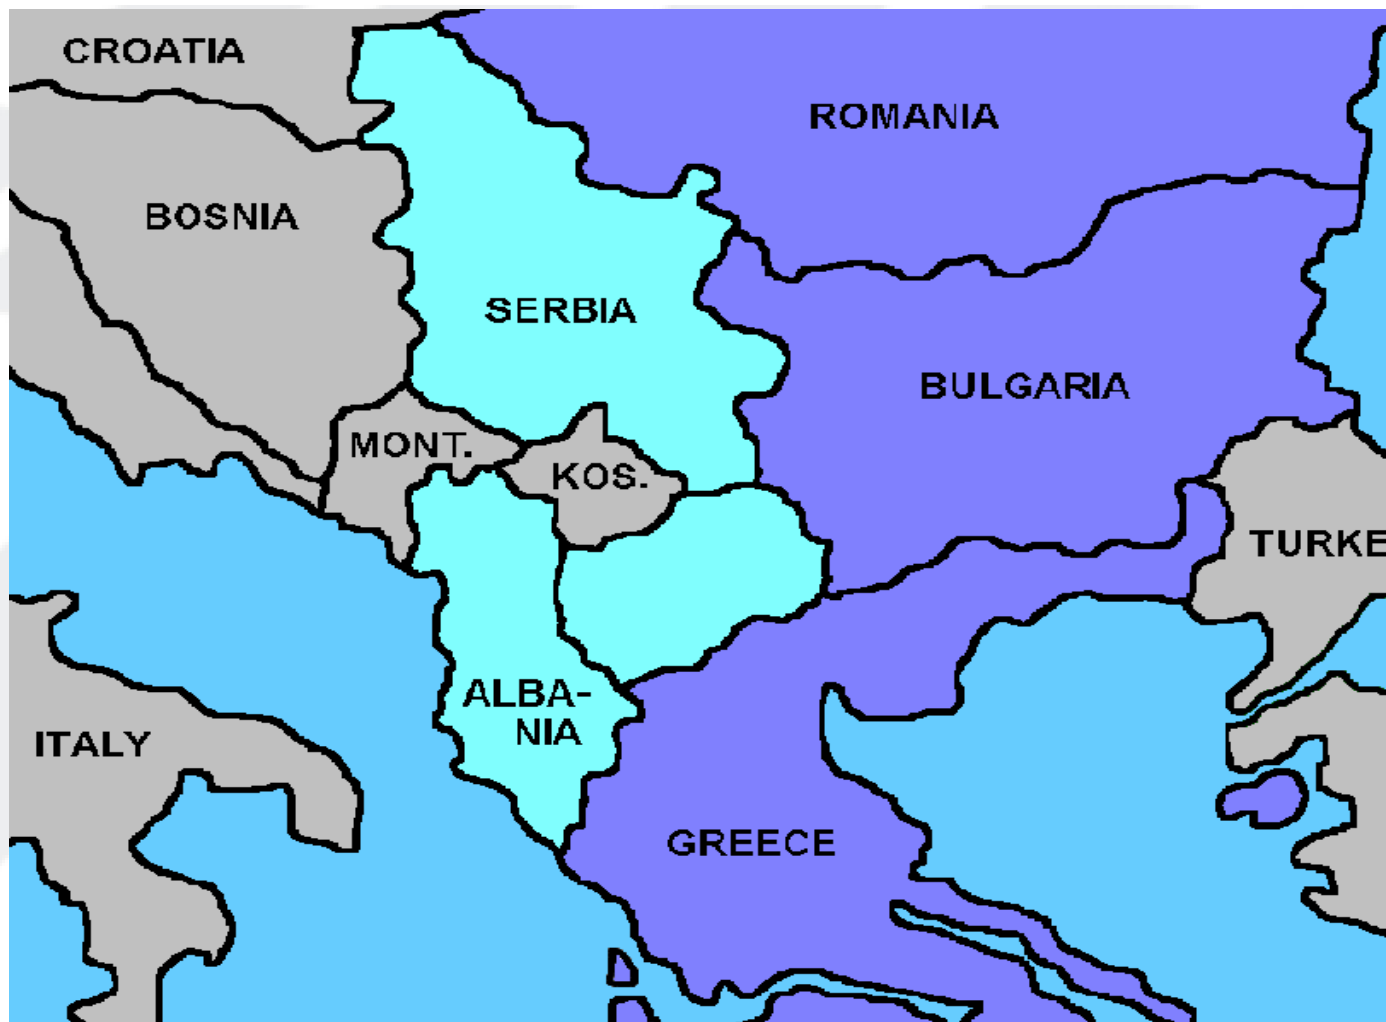 CROATIA
ROMANIA
BOSNIA
SERBIA
BULGARIA
MONT.
KOS.
TURKE
ALBA-
NIA
ITALY
GREECE